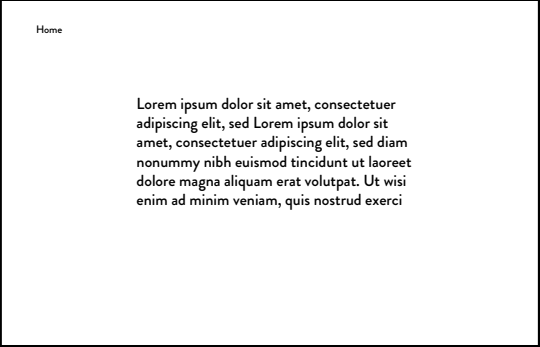 Home
Lorem ipsum dolor sit amet, consectetuer
adipiscing elit, sed Lorem ipsum dolor sit
amet, consectetuer adipiscing elit, sed diam
nonummy nibh euismod tincidunt ut laoreet
dolore magna aliquam erat volutpat. Ut wisi
enim ad minim veniam, quis nostrud exerci